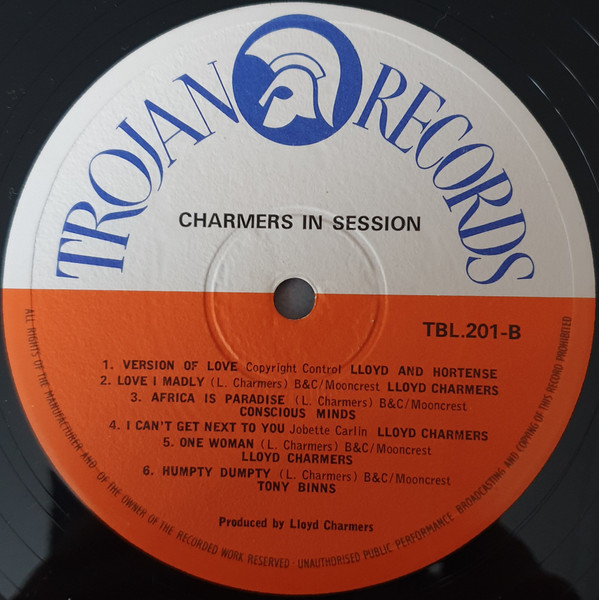 TROJAN RECORDS
CHARMERS IN SESSION
TBL.201-B
1. VERSION OF LOVE Copyright Control LLOYD AND HORTENSE
2. LOVE I MADLY (L. Charmers) B&C/Mooncrest LLOYD CHARMERS
3. AFRICA IS PARADISE (L. Charmers) B&C/Mooncrest
CONSCIOUS MINDS
4. I CAN'T GET NEXT TO YOU Jobette Carlin LLOYD CHARMERS
5. ONE WOMAN (L. Charmers) B&C/Mooncrest
LLOYD CHARMERS
6. HUMPTY DUMPTY (L. Charmers) B&C/Mooncrest
TONY BINNS
Produced by Lloyd Charmers
ALL RIGHTS OF THE MANUFACTURER AND OF THE OWNER OF THE RECORDED WORK RESERVED · UNAUTHORISED PUBLIC PERFORMANCE BROADCASTING AND COPYING OF THIS RECORD PROHIBITED